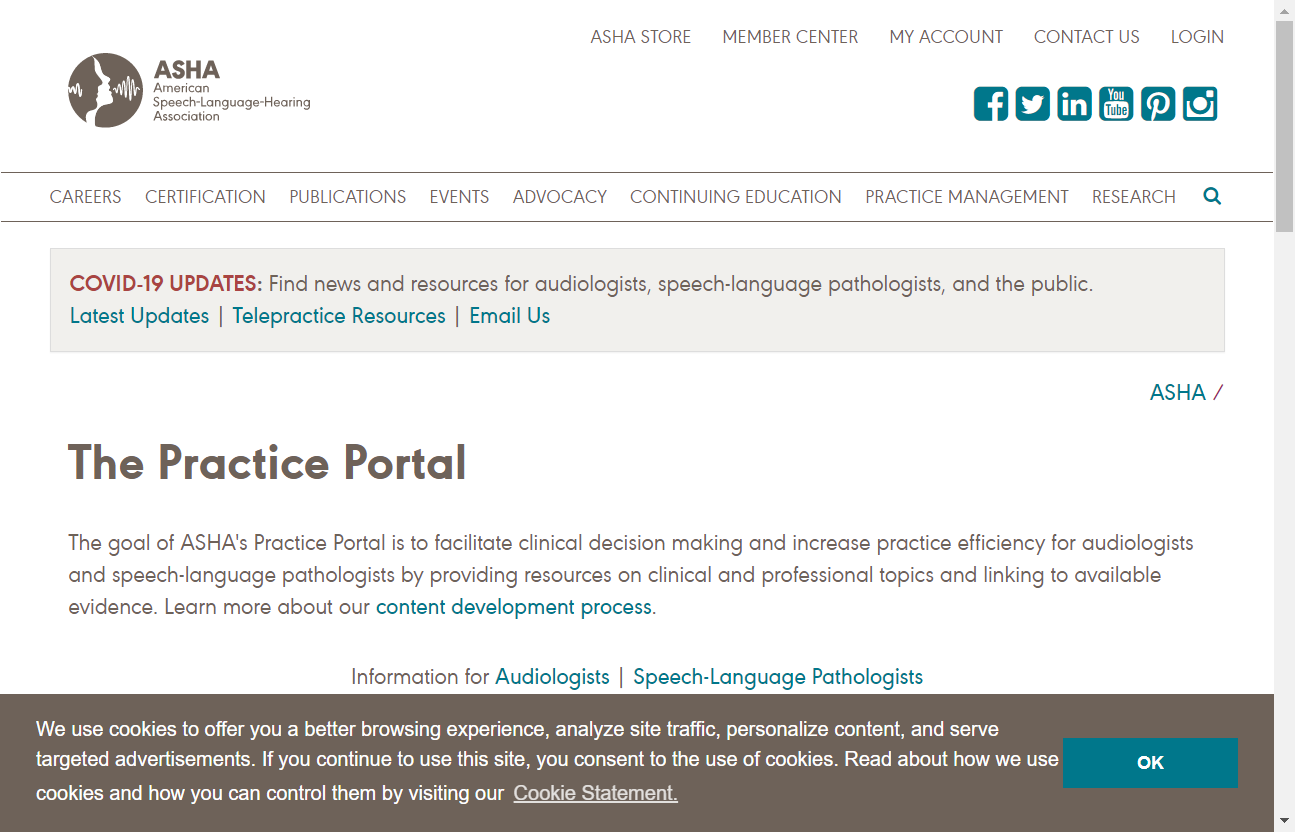 ASHA STORE MEMBER CENTER MY ACCOUNT CONTACT US LOGIN
ASHA
American
Speech-Language-Hearing
Association
You
Tube
CAREERS CERTIFICATION PUBLICATIONS EVENTS ADVOCACY CONTINUING EDUCATION PRACTICE MANAGEMENT RESEARCH
COVID-19 UPDATES: Find news and resources for audiologists, speech-language pathologists, and the public.
Latest Updates | Telepractice Resources | Email Us
ASHA /
The Practice Portal
The goal of ASHA's Practice Portal is to facilitate clinical decision making and increase practice efficiency for audiologists
and speech-language pathologists by providing resources on clinical and professional topics and linking to available
evidence. Learn more about our content development process.
Information for Audiologists | Speech-Language Pathologists
We use cookies to offer you a better browsing experience, analyze site traffic, personalize content, and serve
targeted advertisements. If you continue to use this site, you consent to the use of cookies. Read about how we use
cookies and how you can control them by visiting our Cookie Statement.
OK